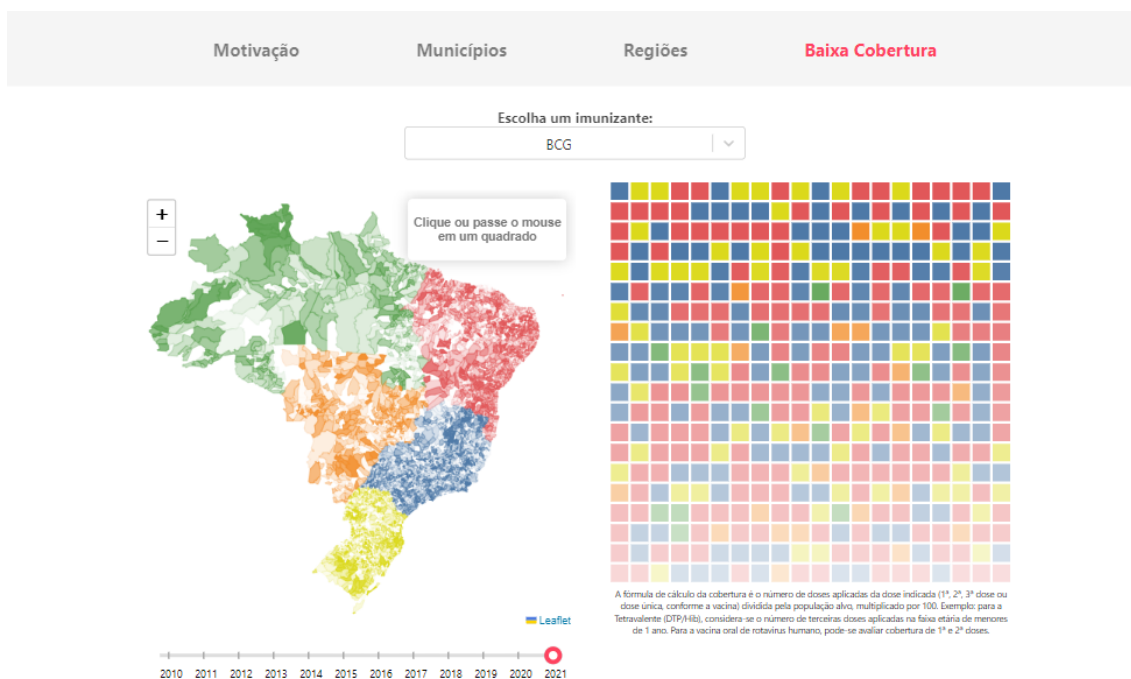 Motivação Municípios Regiões Baixa Cobertura
Escolha um imunizante:
BCG
+
−
Clique ou passe o mouse
em um quadrado
A fórmula de cálculo da cobertura é o número de doses aplicadas da dose indicada (1ª, 2ª, 3ª dose ou
dose única, conforme a vacina) dividida pela população alvo, multiplicado por 100. Exemplo: para a
Tetravalente (DTP/Hib), considera-se o número de terceiras doses aplicadas na faixa etária de menores
de 1 ano. Para a vacina oral de rotavirus humano, pode-se avaliar cobertura de 1ª e 2ª doses.
Leaflet
2010 2011 2012 2013 2014 2015 2016 2017 2018 2019 2020 2021